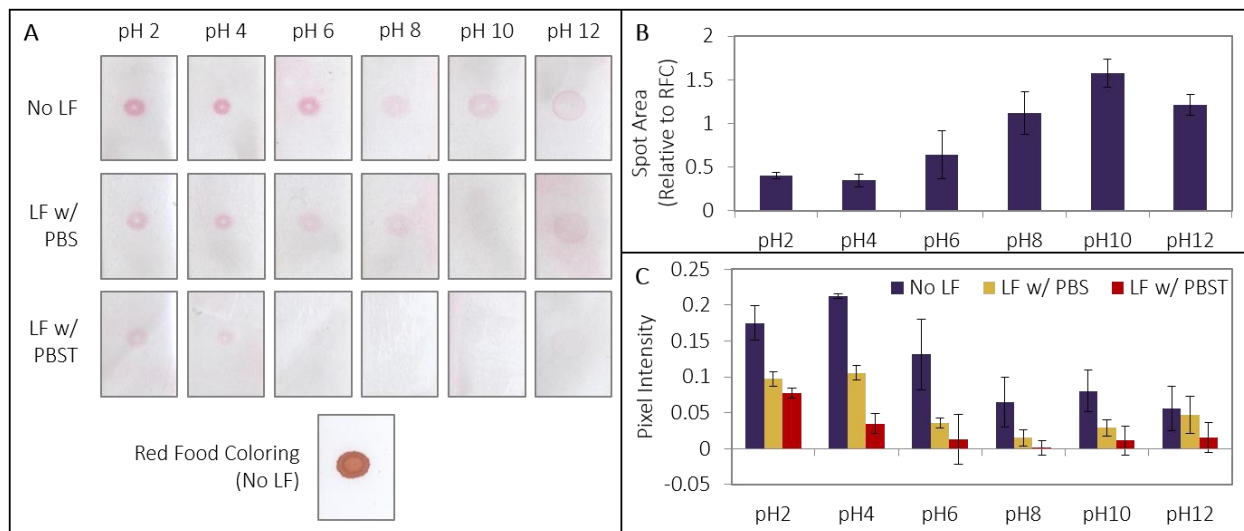 A
pH 2 pH 4 pH 6 pH 8 pH 10 pH 12
No LF
LF w/
PBS
LF w/
PBST
Red Food Coloring
(No LF)
B
Spot Area
(Relative to RFC)
2
1.5
1
0.5
0
pH2 pH4 pH6 pH8 pH10 pH12
C
No LF LF w/ PBS LF w/ PBST
Pixel Intensity
0.25
0.2
0.15
0.1
0.05
0
-0.05
pH2 pH4 pH6 pH8 pH10 pH12